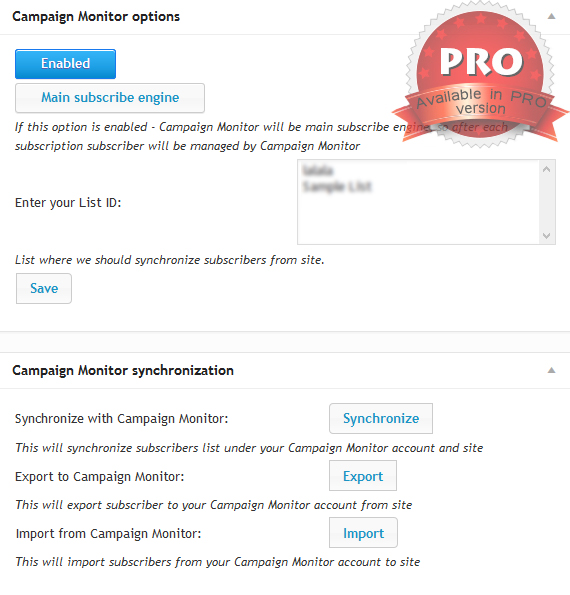 Campaign Monitor options
PRO
Available in PRO
version
Enabled
Main subscribe engine
If this option is enabled - Campaign Monitor will be main subscribe engine, so after each
subscription subscriber will be managed by Campaign Monitor
lalala
Sample List
Enter your List ID:
List where we should synchronize subscribers from site.
Save
Campaign Monitor synchronization
Synchronize with Campaign Monitor:
Synchronize
This will synchronize subscribers list under your Campaign Monitor account and site
Export to Campaign Monitor:
Export
This will export subscriber to your Campaign Monitor account from site
Import from Campaign Monitor:
Import
This will import subscribers from your Campaign Monitor account to site